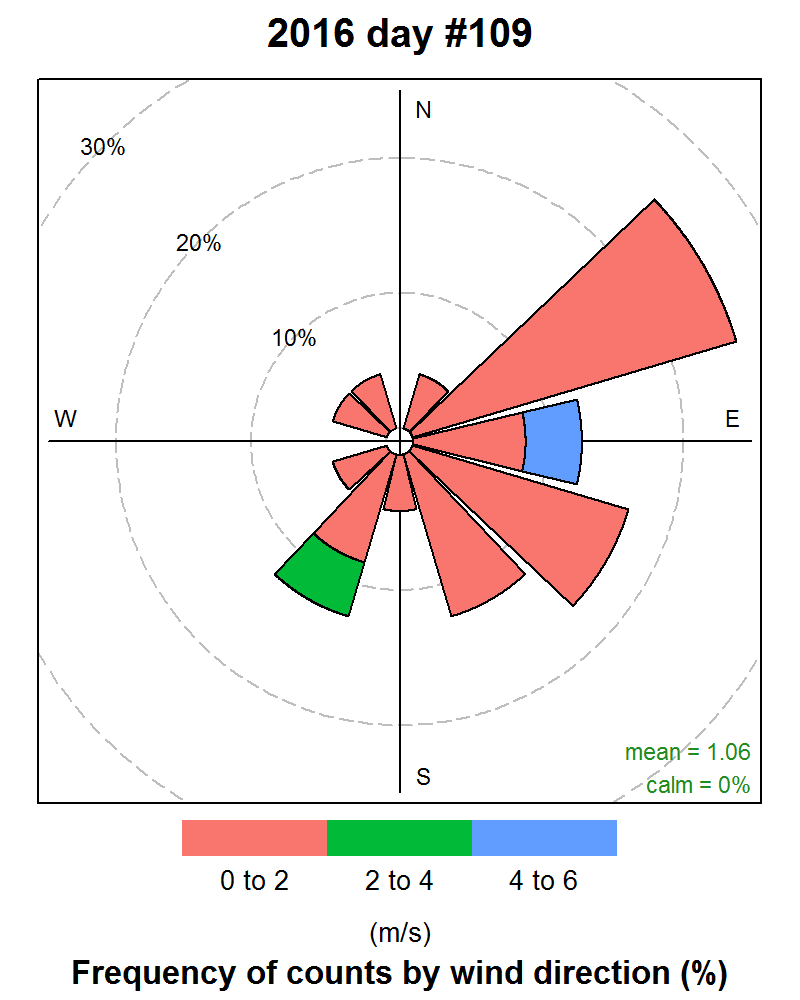 2016 day #109
N
30%
20%
10%
W
E
S
mean = 1.06
calm = 0%
0 to 2
2 to 4
4 to 6
(m/s)
Frequency of counts by wind direction (%)